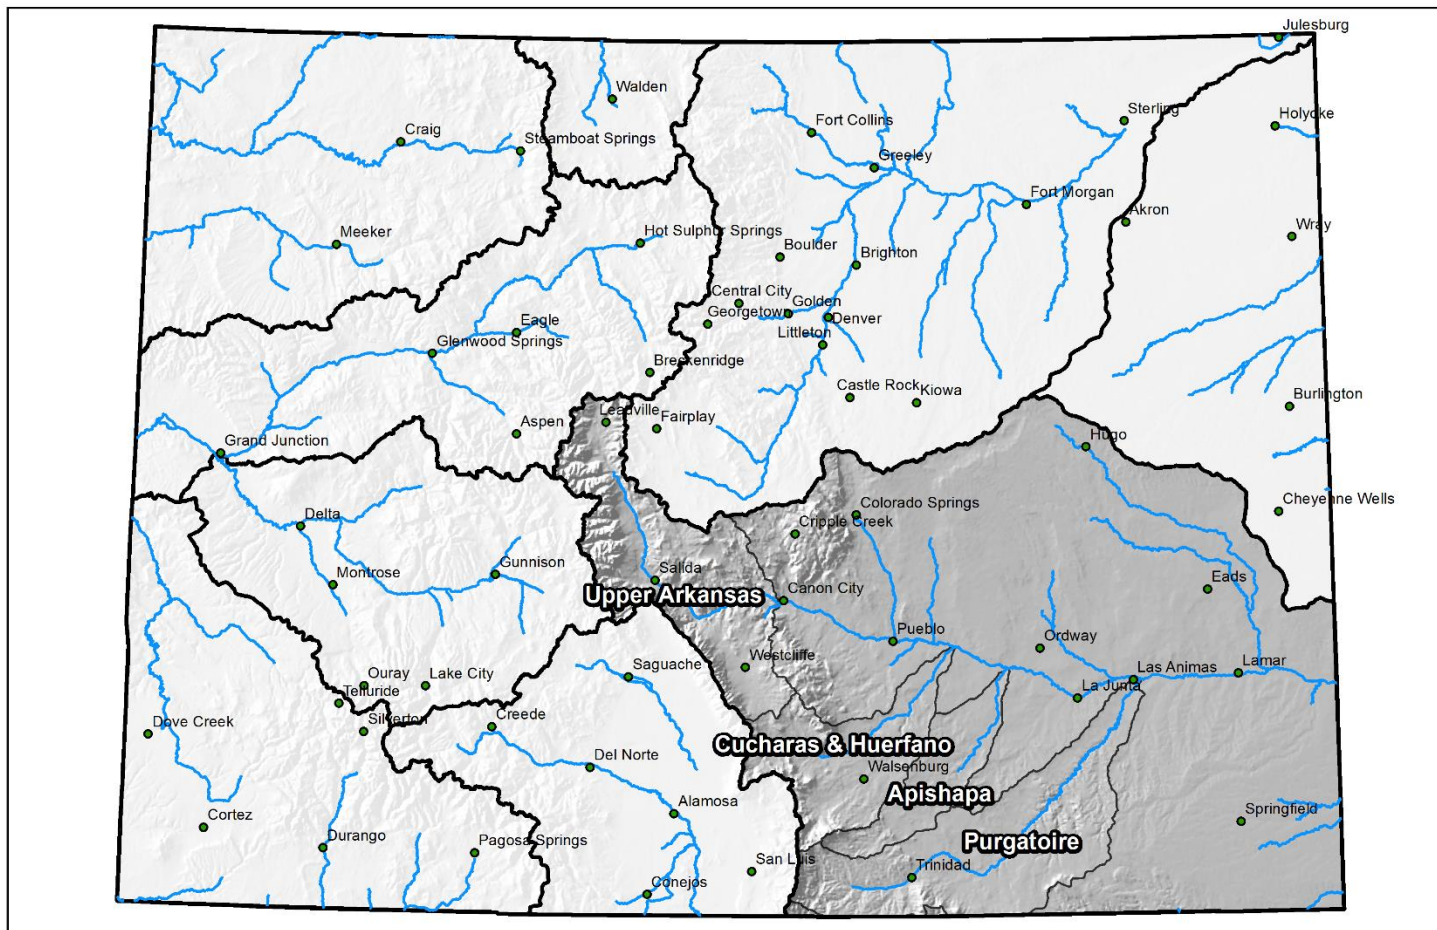 Julesburg
Walden
Sterling
Holyoke
Fort Collins
Craig
Steamboat Springs
Greeley
Fort Morgan
Akron
Wray
Meeker
Hot Sulphur Springs
Boulder
Brighton
Central City
Golden
Georgetown
Denver
Eagle
Littleton
Glenwood Springs
Breckenridge
Castle Rock
Kiowa
Burlington
Leadville
Fairplay
Aspen
Grand Junction
Hugo
Cheyenne Wells
Delta
Colorado Springs
Cripple Creek
Gunnison
Montrose
Salida
Eads
Upper Arkansas
Canon City
Pueblo
Ordway
Westcliffe
Saguache
Las Animas
Lamar
Ouray
Lake City
La Junta
Telluride
Dove Creek
Silverton
Creede
Cucharas & Huerfano
Del Norte
Walsenburg
Apishapa
Alamosa
Springfield
Cortez
Durango
Pagosa Springs
Purgatoire
San Luis
Trinidad
Conejos